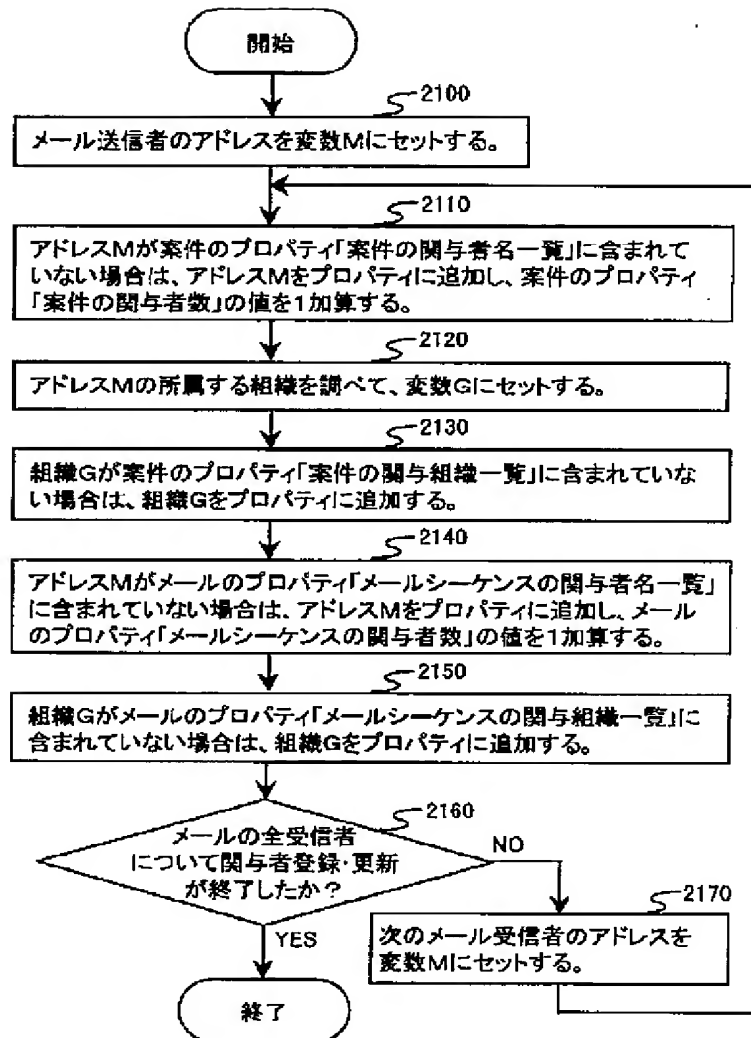 開始
2100
メール送信者のアドレスを変数Mにセットする。
2110
アドレスMが案件のプロパティ「案件の関与者名一覧」に含まれて
いない場合は、アドレスMをプロパティに追加し、案件のプロパティ
「案件の関与者数」の値を1加算する。
2120
アドレスMの所属する組織を調べて、変数Gにセットする。
2130
組織Gが案件のプロパティ「案件の関与組織一覧」に含まれていな
い場合は、組織Gをプロパティに追加する。
2140
アドレスMがメールのプロパティ「メールシーケンスの関与者名一覧」
に含まれていない場合は、アドレスMをプロパティに追加し、メール
のプロパティ「メールシーケンスの関与者数」の値を1加算する。
2150
組織Gがメールのプロパティ「メールシーケンスの関与組織一覧」に
含まれていない場合は、組織Gをプロパティに追加する。
2160
メールの全受信者
について関与者登録・更新
が終了したか?
NO
YES
2170
次のメール受信者のアドレスを
変数Mにセットする。
終了